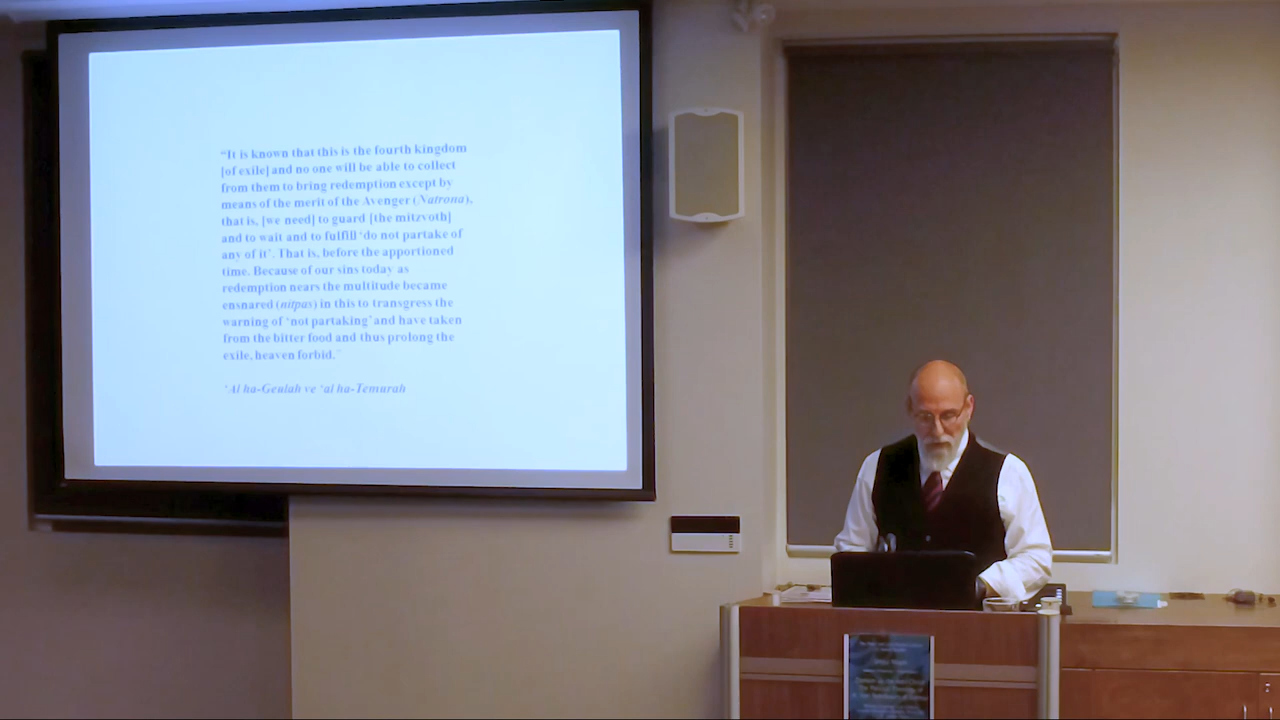 “It is known that this is the fourth kingdom
[of exile] and no one will be able to collect
from them to bring redemption except by
means of the merit of the Avenger (Natrona),
that is, [we need] to guard [the mitzvoth]
and to wait and to fulfill ‘do not partake of
any of it’. That is, before the apportioned
time. Because of our sins today as
redemption nears the multitude became
ensnared (nitpas) in this to transgress the
warning of ‘not partaking’ and have taken
from the bitter food and thus prolong the
exile, heaven forbid.”
‘Al ha-Geulah ve ‘al ha-Temurah